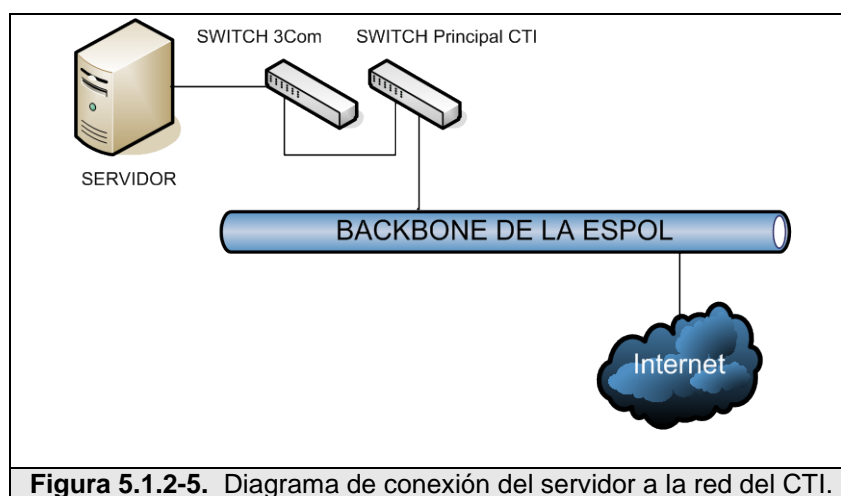 SWITCH 3Com
SWITCH Principal CTI
SERVIDOR
BACKBONE DE LA ESPOL
Internet
Figura 5.1.2-5. Diagrama de conexión del servidor a la red del CTI.